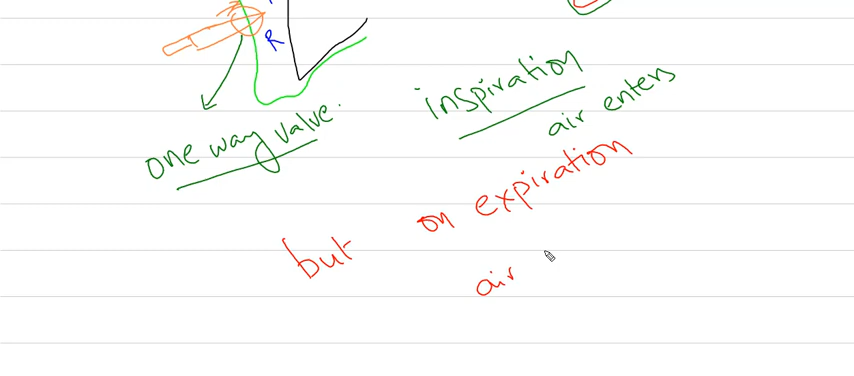 R
one way valve.
inspiration
air enters
but on expiration
air